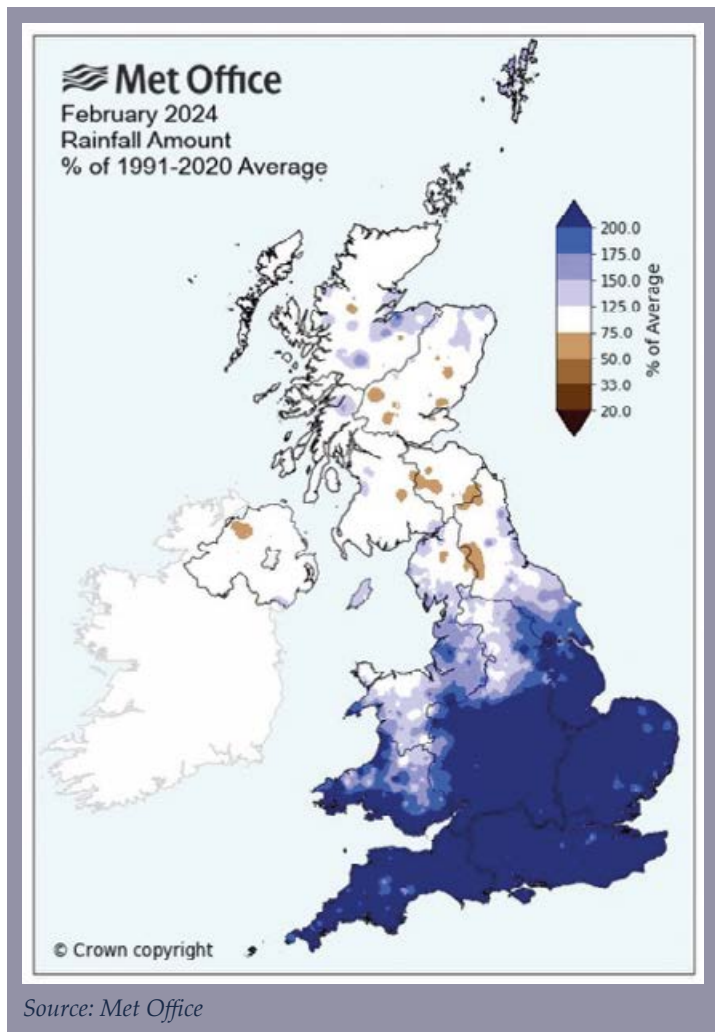 Met Office
February 2024
Rainfall Amount
% of 1991-2020 Average
200.0
175.0
150.0
125.0
75.0
50.0
33.0
20.0
% of Average
© Crown copyright
Source: Met Office